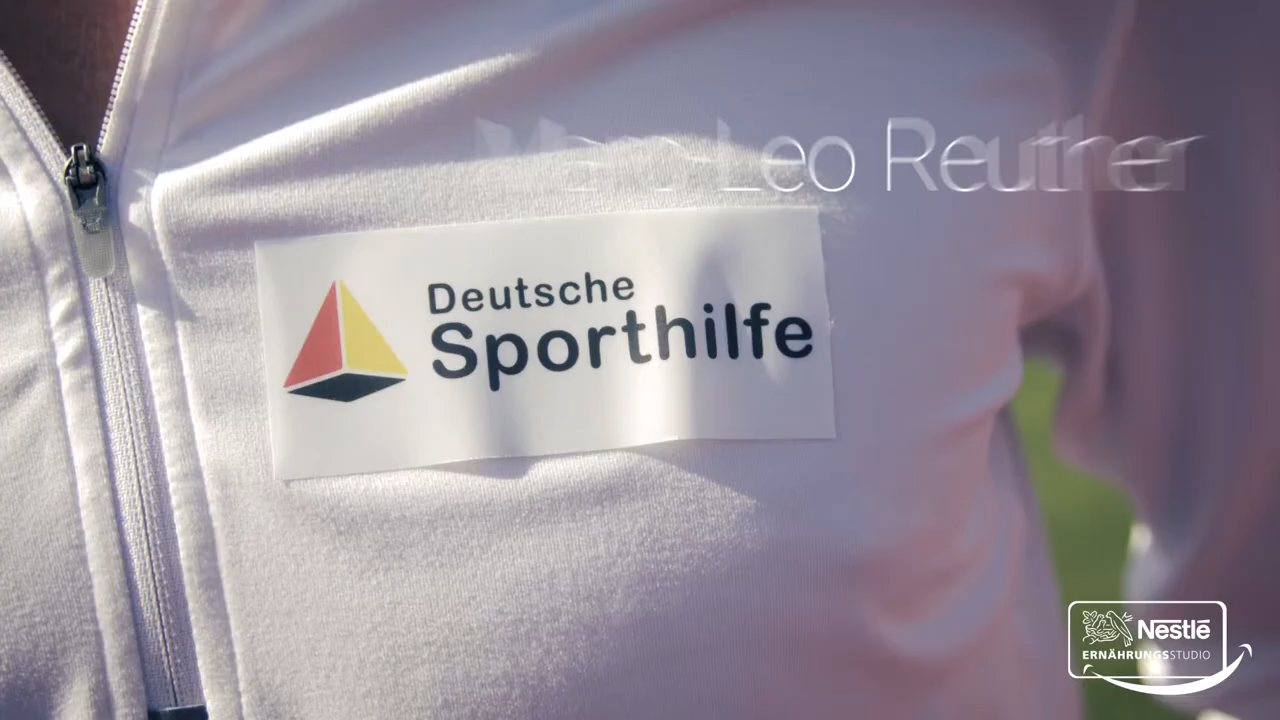 Leo Reuther
Deutsche
Sporthilfe
Nestlé
ERNÄHRUNGSSTUDIO